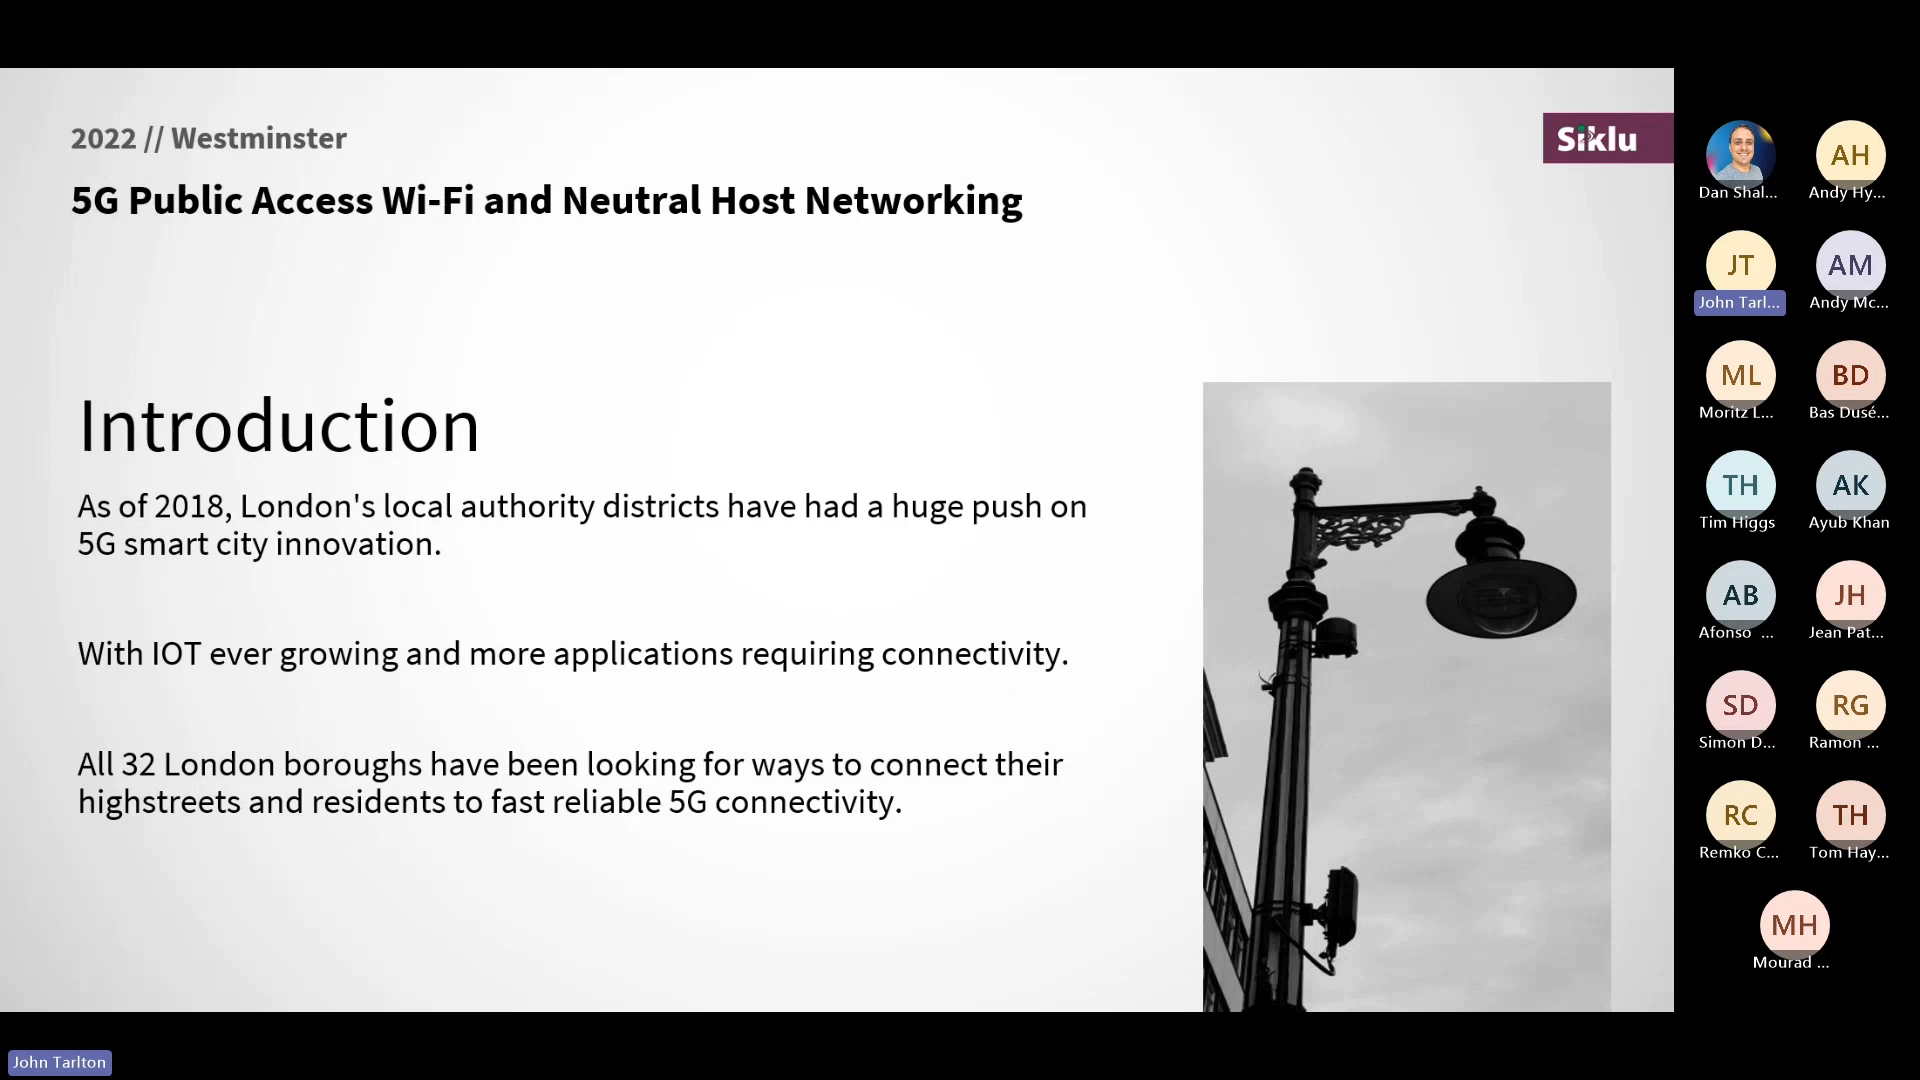 2022 // Westminster
Siklu
5G Public Access Wi-Fi and Neutral Host Networking
Introduction
As of 2018, London's local authority districts have had a huge push on
5G smart city innovation.
With IOT ever growing and more applications requiring connectivity.
All 32 London boroughs have been looking for ways to connect their
highstreets and residents to fast reliable 5G connectivity.
Dan Shal...
AH
Andy Hy...
JT
John Tarl...
AM
Andy Mc...
ML
Moritz L...
BD
Bas Dusé...
TH
Tim Higgs
AK
Ayub Khan
AB
Afonso ...
JH
Jean Pat...
SD
Simon D...
RG
Ramon ...
RC
Remko C...
TH
Tom Hay...
MH
Mourad ...
John Tarlton